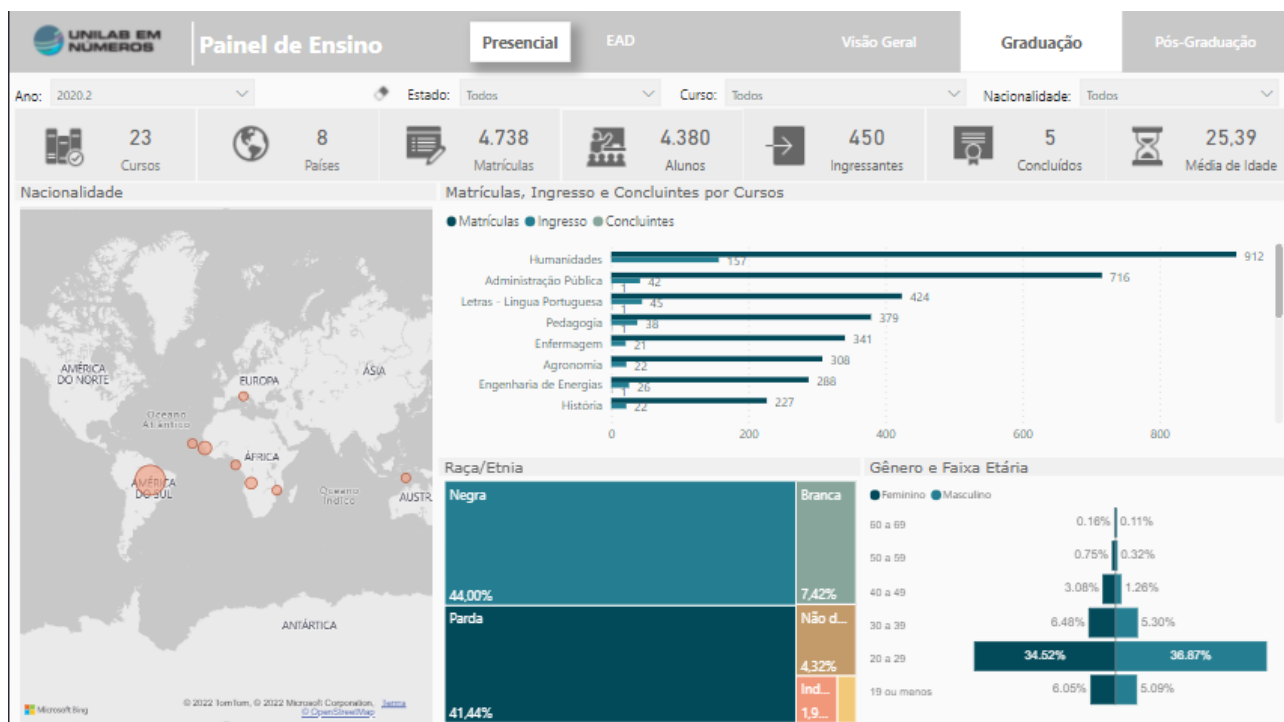 UNILAB EM
NÚMEROS
Painel de Ensino
Presencial
EAD
Visão Geral
Graduação
Pós-Graduação
Ano: 2020.2
Estado: Todos
Curso: Todos
Nacionalidade: Todos
23
Cursos
8
Países
4.738
Matrículas
4.380
Alunos
450
Ingressantes
5
Concluídos
25,39
Média de Idade
Nacionalidade
AMÉRICA
DO NORTE
EUROPA
ÁSIA
Oceano
Atlântico
ÁFRICA
AMÉRICA
DO SUL
Oceano
Índico
AUSTR
ANTÁRTICA
Microsoft Bing
© 2022 TomTom, © 2022 Microsoft Corporation, Terms
© OpenStreetMap
Matrículas, Ingresso e Concluintes por Cursos
Matrículas Ingresso Concluintes
Humanidades 912
157
Administração Pública 716
42
1
Letras - Língua Portuguesa 424
45
1
Pedagogia 379
38
1
Enfermagem 341
21
Agronomia 308
22
Engenharia de Energias 288
26
1
História 227
22
0 200 400 600 800
Raça/Etnia
Negra
44,00%
Parda
41,44%
Branca
7,42%
Não d...
4,32%
Ind...
1,9...
Gênero e Faixa Etária
Feminino Masculino
60 a 69 0.16% 0.11%
50 a 59 0.75% 0.32%
40 a 49 3.08% 1.26%
30 a 39 6.48% 5.30%
20 a 29 34.52% 36.87%
19 ou menos 6.05% 5.09%